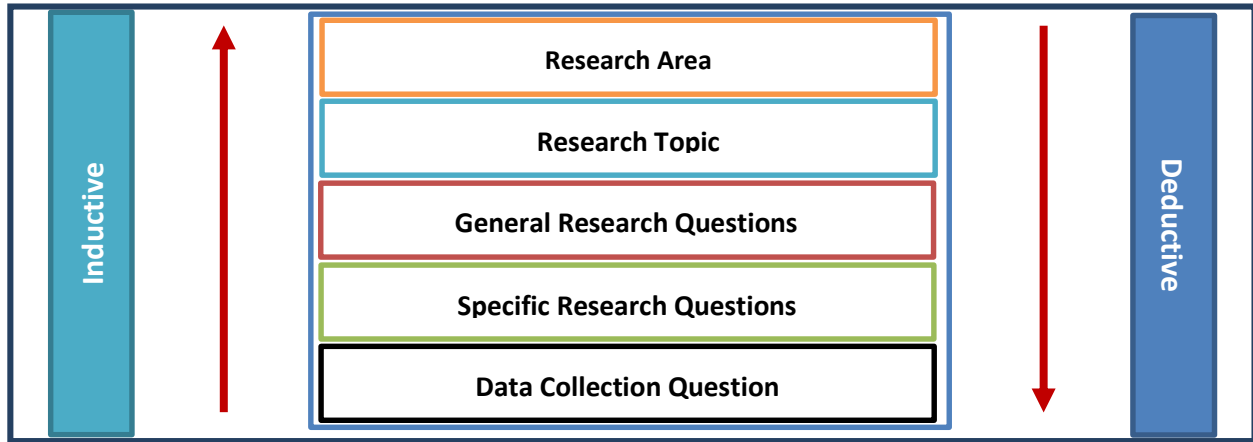 Inductive
Research Area
Research Topic
General Research Questions
Specific Research Questions
Data Collection Question
Deductive